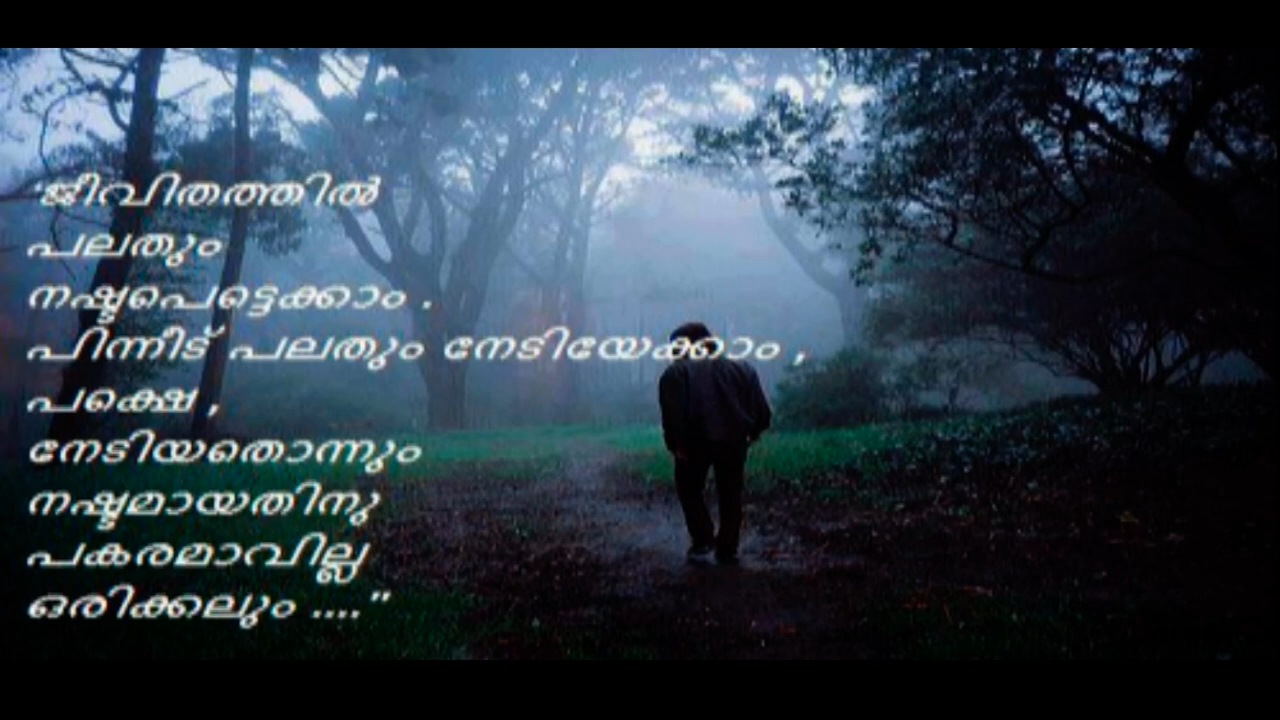 "ജീവിതത്തിൽ
പലതും
നഷ്ടപെട്ടെക്കാം .
പിന്നീട് പലതും നേടിയേക്കാം ,
പക്ഷെ ,
നേടിയതൊന്നും
നഷ്ടമായതിനു
പകരമാവില്ല
ഒരിക്കലും ...."